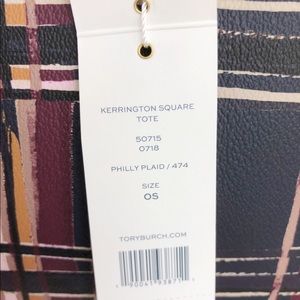 KERRINGTON SQUARE
TOTE
50715
0718
PHILLY PLAID / 474
SIZE
OS
TORYBURCH.COM